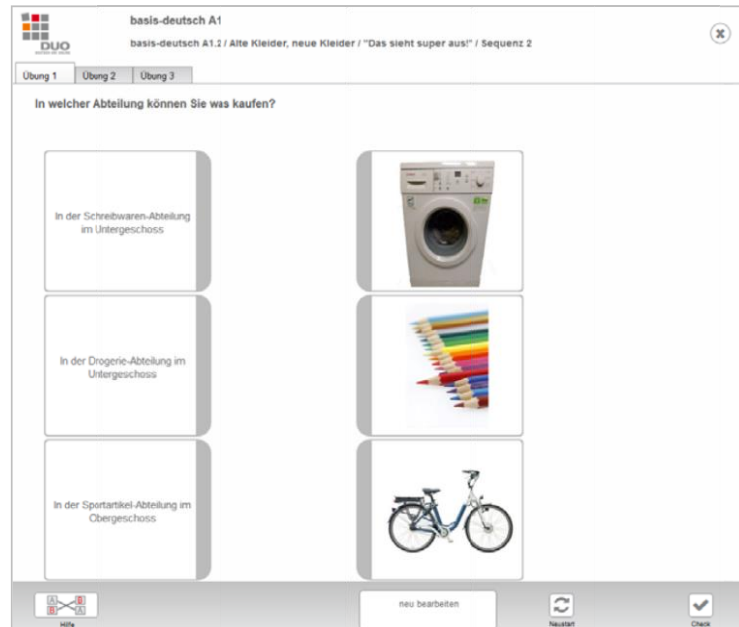 basis-deutsch A1
DUO
basis-deutsch A1.2 / Alte Kleider, neue Kleider / "Das sieht super aus!" / Sequenz 2
Übung 1
Übung 2
Übung 3
In welcher Abteilung können Sie was kaufen?
In der Schreibwaren-Abteilung
im Untergeschoss
In der Drogerie-Abteilung im
Untergeschoss
In der Sportartikel-Abteilung im
Obergeschoss
A
B
B
A
Hilfe
neu bearbeiten
Neustart
Check